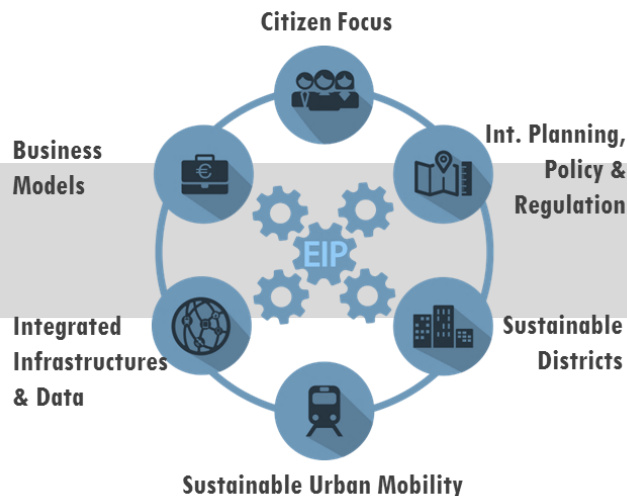 Citizen Focus
Business
Models
Int. Planning,
Policy &
Regulation
€
EIP
Integrated
Infrastructures
& Data
Sustainable
Districts
Sustainable Urban Mobility